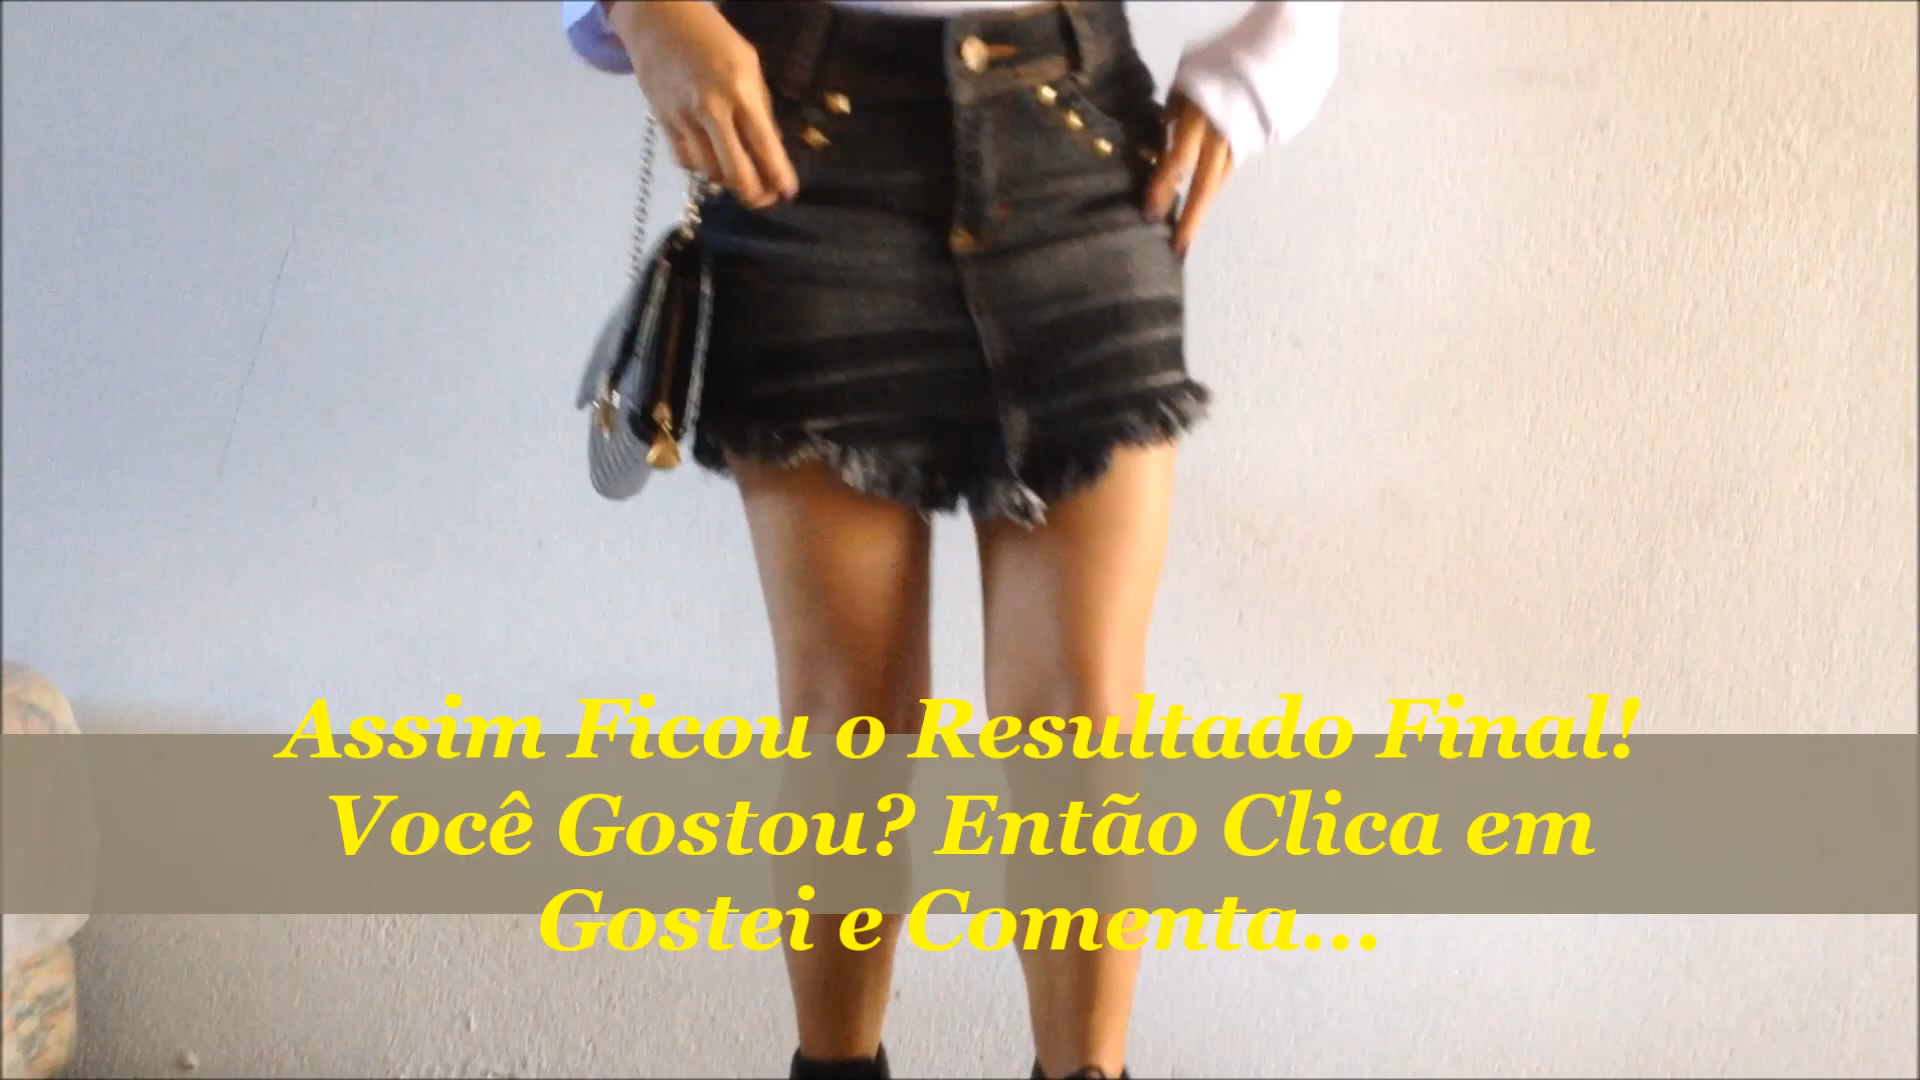 Assim Ficou o Resultado Final!
Você Gostou? Então Clica em
Gostei e Comenta...